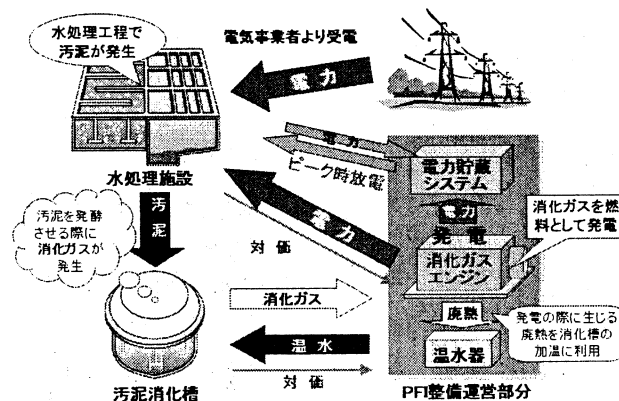 水処理工程で
汚泥が発生
電気事業者より受電
電力
電力
ピーク時放電
電力貯蔵
システム
水処理施設
汚泥
電力
電力
発電
消化ガスを燃
料として発電
汚泥を発酵
させる際に
消化ガスが
発生
対価
消化ガス
エンジン
消化ガス
廃熱
発電の際に生じる
廃熱を消化槽の
加温に利用
温水
温水器
対価
汚泥消化槽
PFI整備運営部分